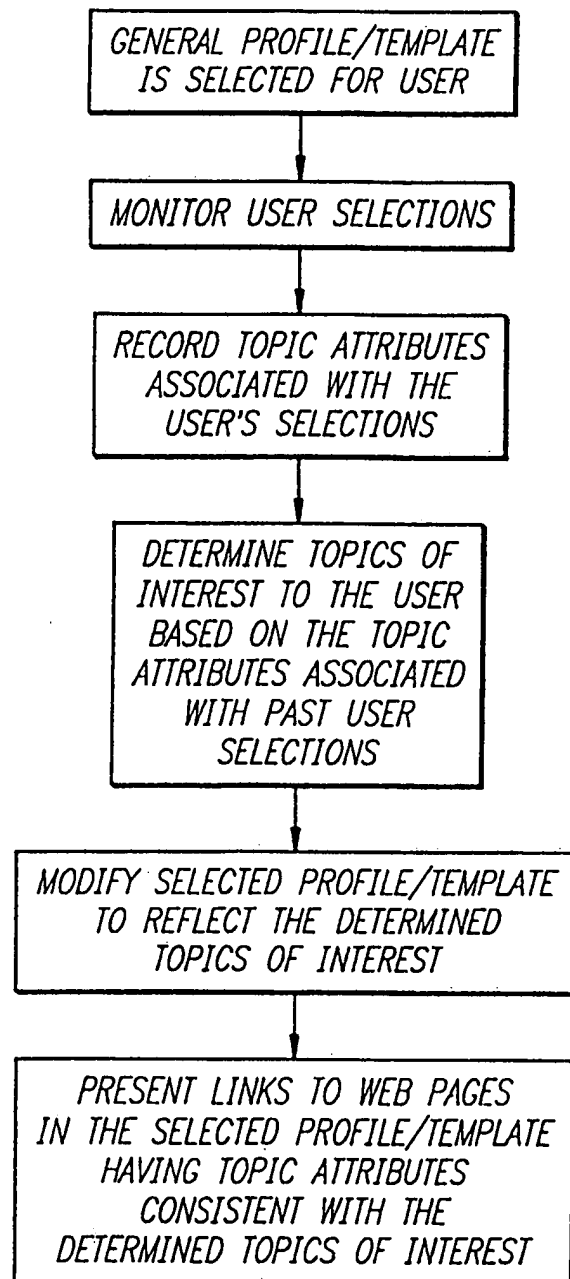 GENERAL PROFILE/TEMPLATE
IS SELECTED FOR USER
MONITOR USER SELECTIONS
RECORD TOPIC ATTRIBUTES
ASSOCIATED WITH THE
USER'S SELECTIONS
DETERMINE TOPICS OF
INTEREST TO THE USER
BASED ON THE TOPIC
ATTRIBUTES ASSOCIATED
WITH PAST USER
SELECTIONS
MODIFY SELECTED PROFILE/TEMPLATE
TO REFLECT THE DETERMINED
TOPICS OF INTEREST
PRESENT LINKS TO WEB PAGES
IN THE SELECTED PROFILE/TEMPLATE
HAVING TOPIC ATTRIBUTES
CONSISTENT WITH THE
DETERMINED TOPICS OF INTEREST